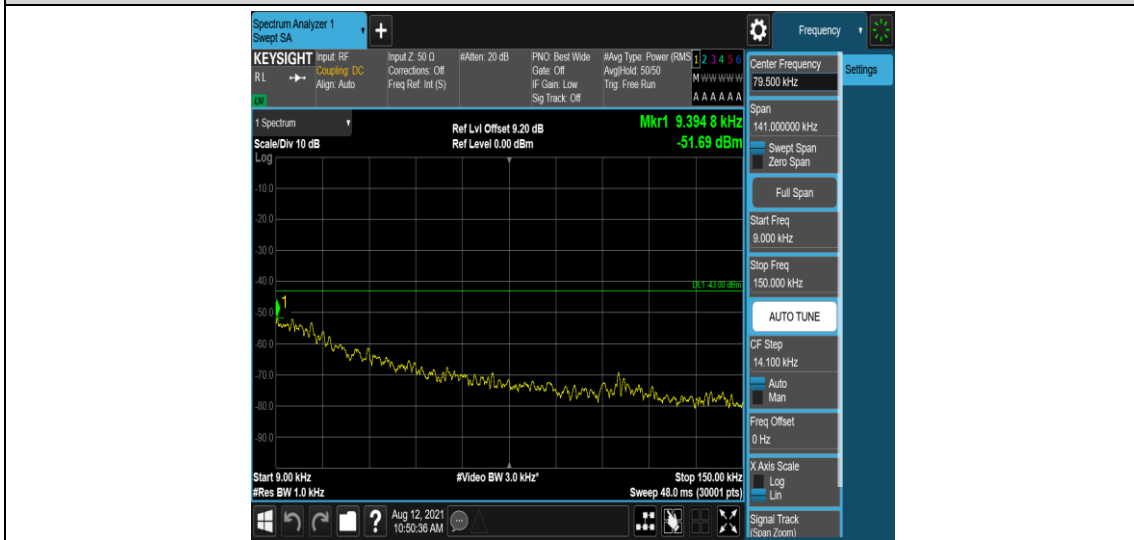 Spectrum Analyzer 1
Swept SA
+
Frequency
KEYSIGHT
RL
LXI
Input: RF
Coupling: DC
Align: Auto
Input Z: 50 Ω
Corrections: Off
Freq Ref: Int (S)
#Atten: 20 dB
PNO: Best Wide
Gate: Off
IF Gain: Low
Sig Track: Off
#Avg Type: Power (RMS
Avg|Hold: 50/50
Trig: Free Run
1 2 3 4 5 6
M W W W W W
A A A A A A
1 Spectrum
Scale/Div 10 dB
Log
Ref Lvl Offset 9.20 dB
Ref Level 0.00 dBm
Mkr1 9.394 8 kHz
-51.69 dBm
-10.0
-20.0
-30.0
-40.0
DL1 -43.00 dBm
1
-50.0
-60.0
-70.0
-80.0
-90.0
Start 9.00 kHz
#Video BW 3.0 kHz*
Stop 150.00 kHz
#Res BW 1.0 kHz
Sweep 48.0 ms (30001 pts)
?
Aug 12, 2021
10:50:36 AM
Center Frequency
79.500 kHz
Settings
Span
141.000000 kHz
Swept Span
Zero Span
Full Span
Start Freq
9.000 kHz
Stop Freq
150.000 kHz
AUTO TUNE
CF Step
14.100 kHz
Auto
Man
Freq Offset
0 Hz
X Axis Scale
Log
Lin
Signal Track
(Span Zoom)